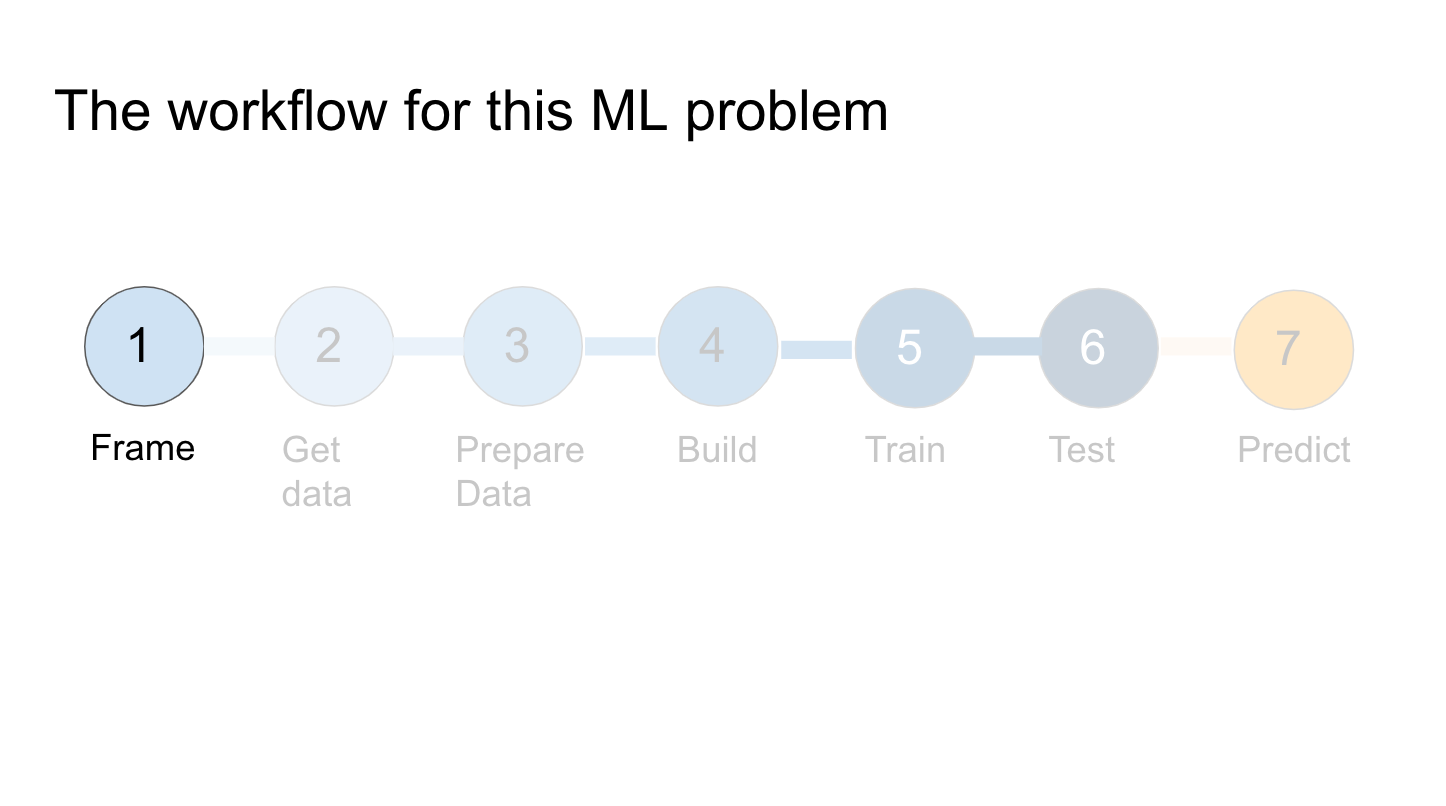 The workflow for this ML problem
1
2
3
4
5
6
7
Frame
Get
data
Prepare
Data
Build
Train
Test
Predict